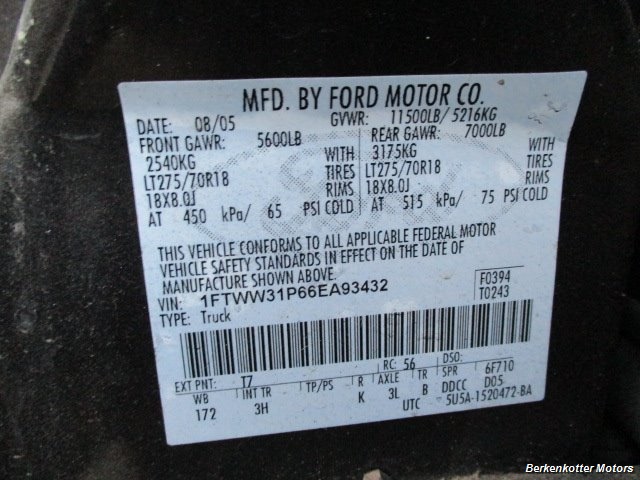 MFD. BY FORD MOTOR CO.
DATE: 08/05 GVWR: 11500LB/ 5216KG
FRONT GAWR: 5600LB REAR GAWR: 7000LB
2540KG WITH 3175KG WITH
LT275/70R18 TIRES LT275/70R18 TIRES
18X8.0J RIMS 18X8.0J RIMS
AT 450 kPa/ 65 PSI COLD AT 515 kPa/ 75 PSI COLD
THIS VEHICLE CONFORMS TO ALL APPLICABLE FEDERAL MOTOR
VEHICLE SAFETY STANDARDS IN EFFECT ON THE DATE OF
MANUFACTURE SHOWN ABOVE.
VIN: 1FTWW31P66EA93432 F0394
TYPE: Truck T0243
EXT PNT: T7 RC: 56 DSO:
WB INT TR TP/PS R AXLE TR SPR 6F710
172 3H K 3L B DDCC D05
UTC 5U5A-1520472-BA
Berkenkotter Motors